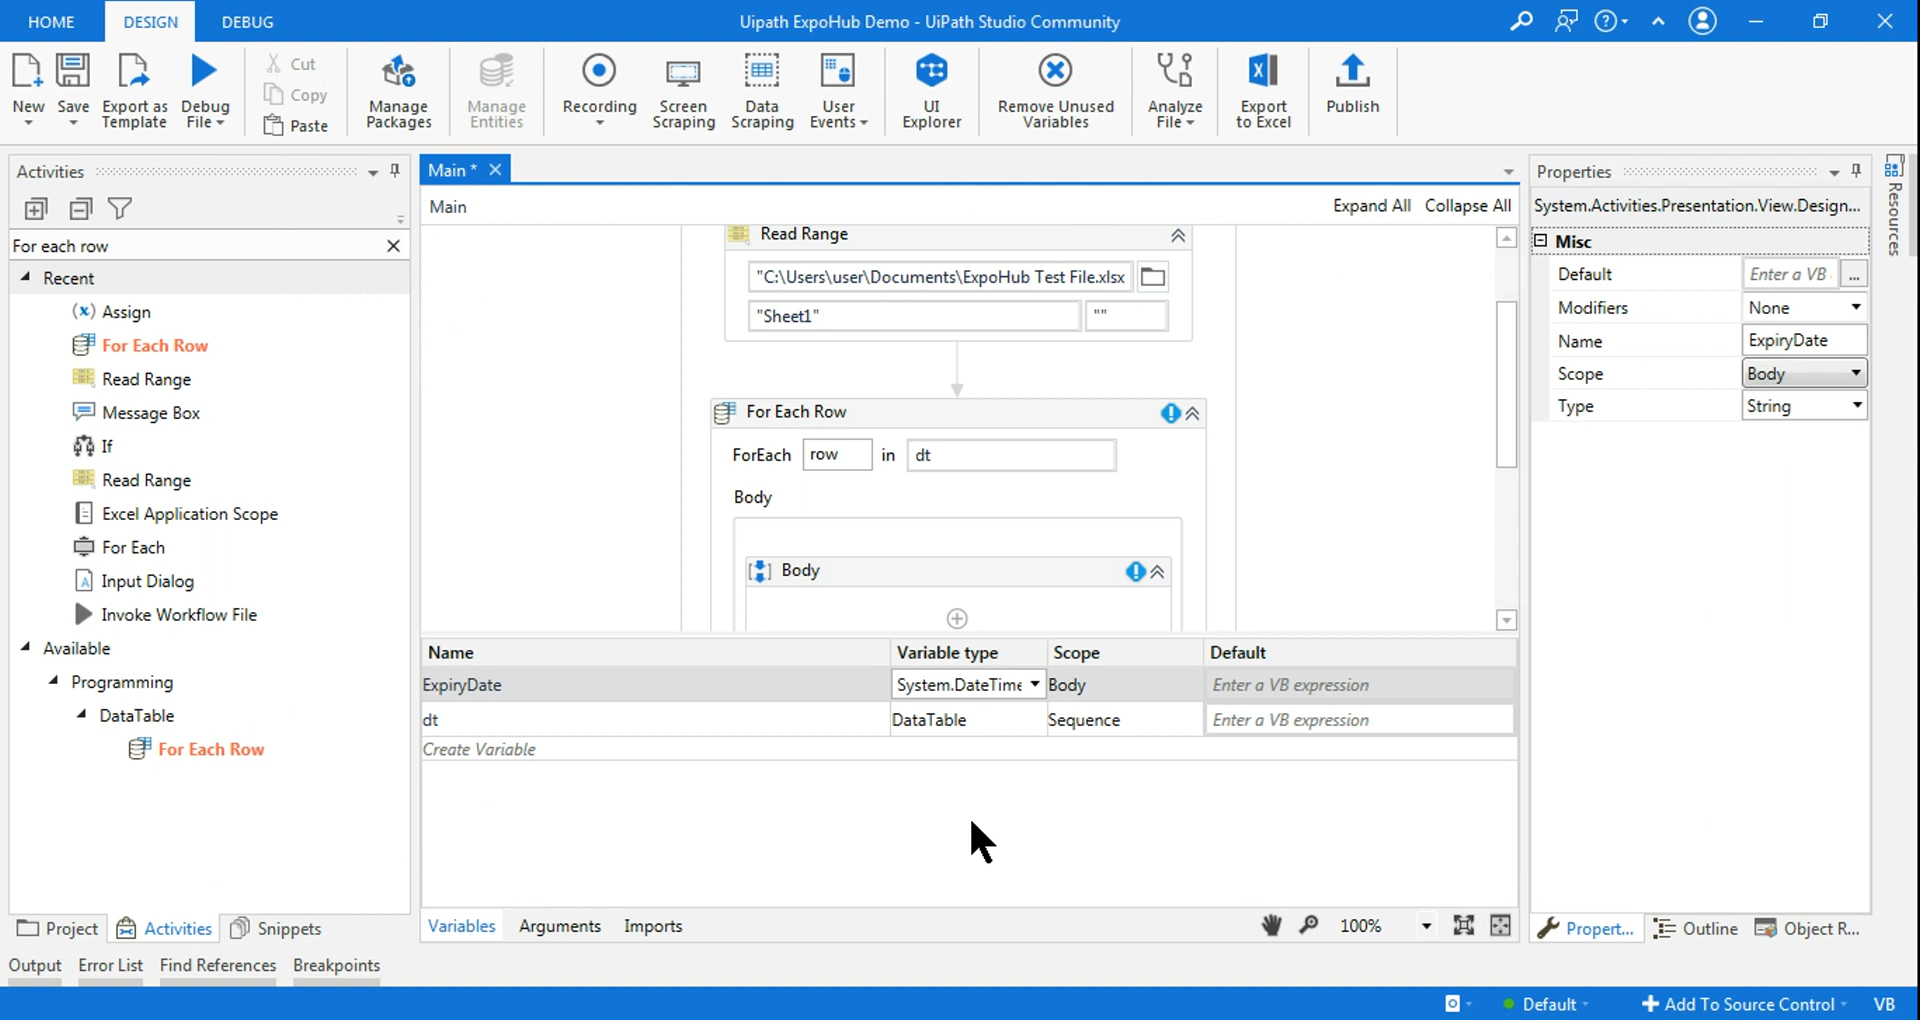 HOME DESIGN DEBUG Uipath ExpoHub Demo - UiPath Studio Community
New
Save
Export as
Template
Debug
File
Cut
Copy
Paste
Manage
Packages
Manage
Entities
Recording
Screen
Scraping
Data
Scraping
User
Events
UI
Explorer
Remove Unused
Variables
Analyze
File
Export
to Excel
Publish
Activities
For each row
Recent
Assign
For Each Row
Read Range
Message Box
If
Read Range
Excel Application Scope
For Each
Input Dialog
Invoke Workflow File
Available
Programming
DataTable
For Each Row
Project Activities Snippets
Main *
Main Expand All Collapse All
Read Range
"C:\Users\user\Documents\ExpoHub Test File.xlsx
"Sheet1" ""
For Each Row
ForEach row in dt
Body
Body
Name Variable type Scope Default
ExpiryDate System.DateTime Body Enter a VB expression
dt DataTable Sequence Enter a VB expression
Create Variable
Variables Arguments Imports 100%
Properties
System.Activities.Presentation.View.Design...
Misc
Default Enter a VB ...
Modifiers None
Name ExpiryDate
Scope Body
Type String
Propert... Outline Object R...
Resources
Output Error List Find References Breakpoints
Default Add To Source Control VB